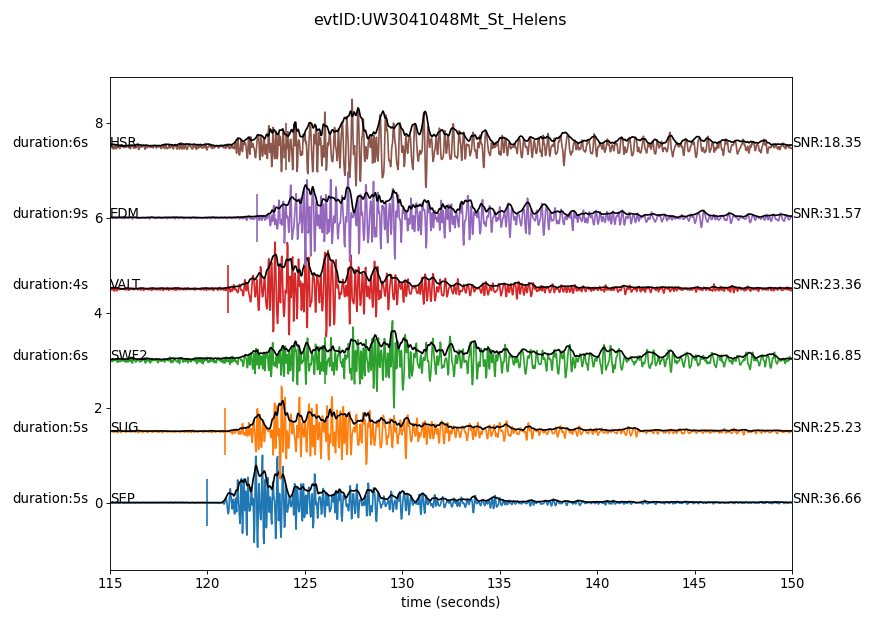 evtID:UW3041048Mt_St_Helens
8
duration:6s HSR SNR:18.35
duration:9s EDM SNR:31.57
6
duration:4s VALT SNR:23.36
4
duration:6s SWF2 SNR:16.85
2
duration:5s SUG SNR:25.23
duration:5s SEP SNR:36.66
0
115 120 125 130 135 140 145 150
time (seconds)